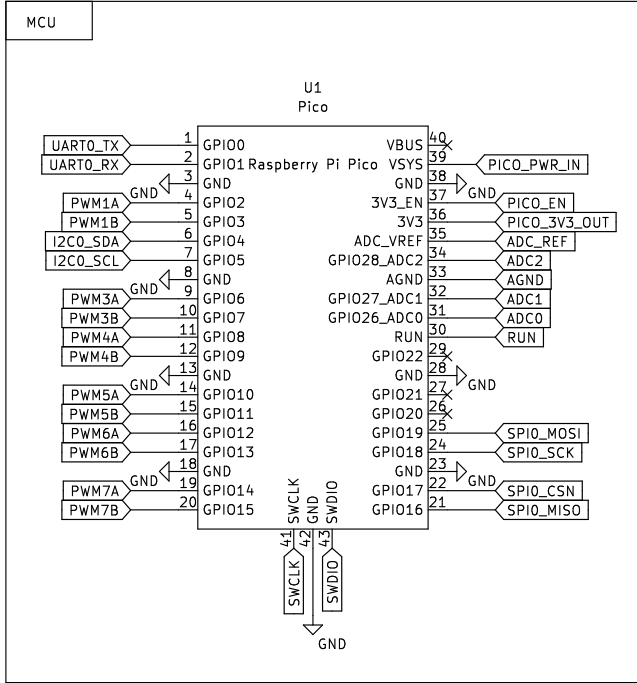 MCU
U1
Pico
UART0_TX 1 GPIO0 VBUS 40
UART0_RX 2 GPIO1 Raspberry Pi Pico VSYS 39 PICO_PWR_IN
GND 3 GND GND 38 GND
PWM1A 4 GPIO2 3V3_EN 37 PICO_EN
PWM1B 5 GPIO3 3V3 36 PICO_3V3_OUT
I2C0_SDA 6 GPIO4 ADC_VREF 35 ADC_REF
I2C0_SCL 7 GPIO5 GPIO28_ADC2 34 ADC2
GND 8 GND AGND 33 AGND
PWM3A 9 GPIO6 GPIO27_ADC1 32 ADC1
PWM3B 10 GPIO7 GPIO26_ADC0 31 ADC0
PWM4A 11 GPIO8 RUN 30 RUN
PWM4B 12 GPIO9 GPIO22 29
GND 13 GND GND 28 GND
PWM5A 14 GPIO10 GPIO21 27
PWM5B 15 GPIO11 GPIO20 26
PWM6A 16 GPIO12 GPIO19 25 SPI0_MOSI
PWM6B 17 GPIO13 GPIO18 24 SPI0_SCK
GND 18 GND GND 23 GND
PWM7A 19 GPIO14 GPIO17 22 SPI0_CSN
PWM7B 20 GPIO15 GPIO16 21 SPI0_MISO
SWCLK GND SWDIO
41 42 43
SWCLK SWDIO
GND